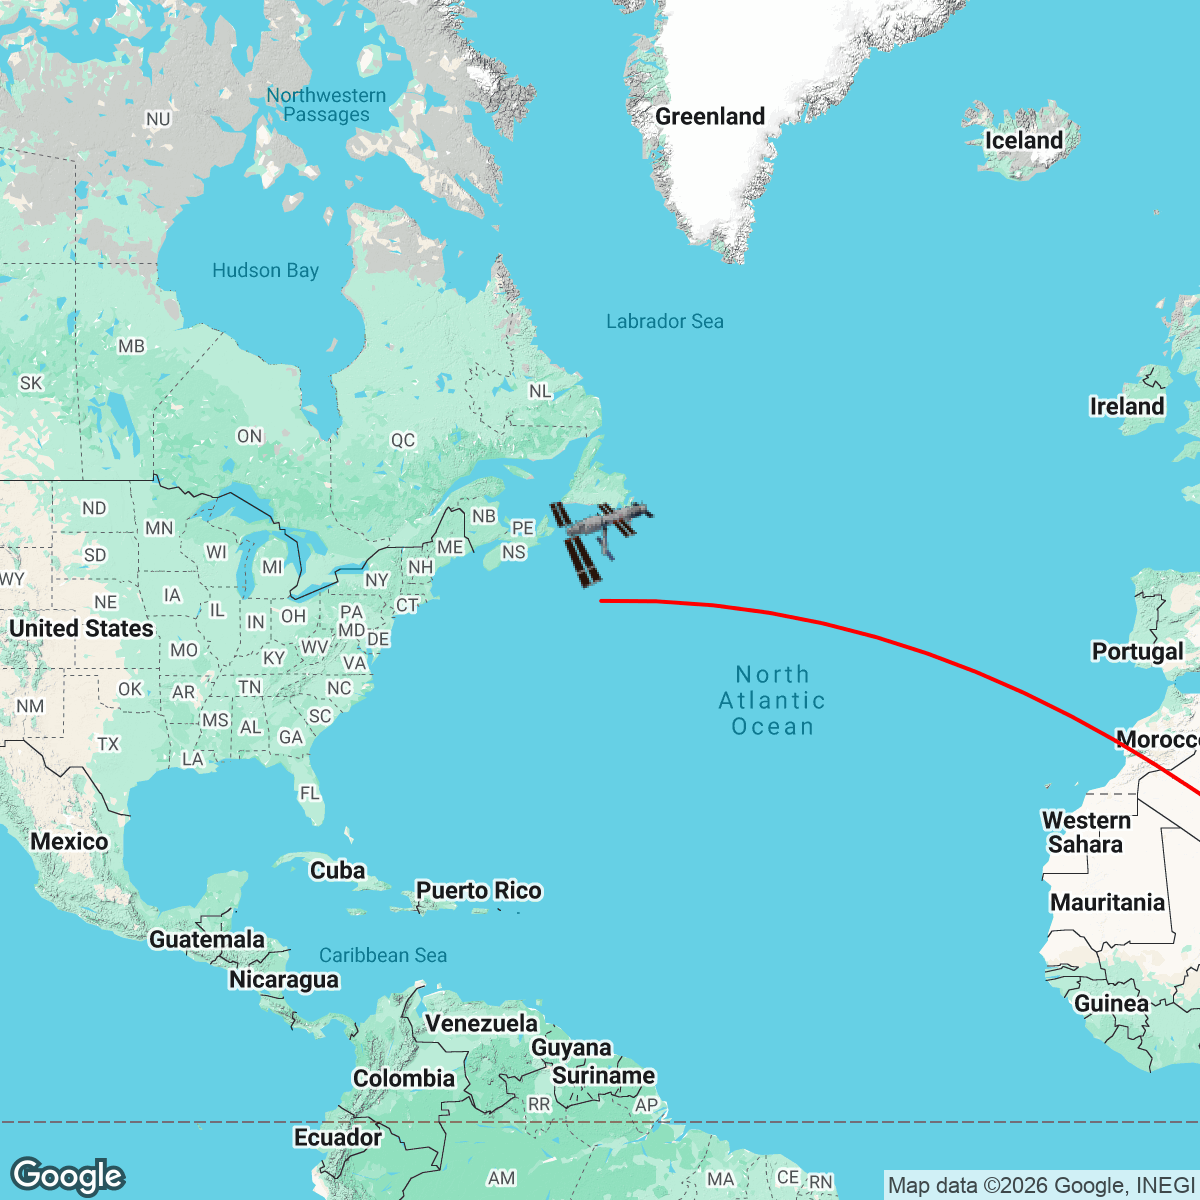 Northwestern
Passages
NU
Greenland
Iceland
Hudson Bay
Labrador Sea
MB
SK
NL
Ireland
ON
QC
ND
MN
NB
PE
SD
WI
MI
ME
NS
WY
NY
NH
NE
IA
IL
IN
OH
PA
CT
United States
MD
DE
MO
WV
KY
VA
Portugal
OK
AR
TN
NC
North
Atlantic
Ocean
NM
MS
AL
SC
GA
TX
LA
Morocco
FL
Western
Sahara
Mexico
Cuba
Puerto Rico
Mauritania
Guatemala
Caribbean Sea
Nicaragua
Guinea
Venezuela
Guyana
Suriname
Colombia
RR
AP
Ecuador
Google
AM
MA
CE
RN
Map data ©2026 Google, INEGI